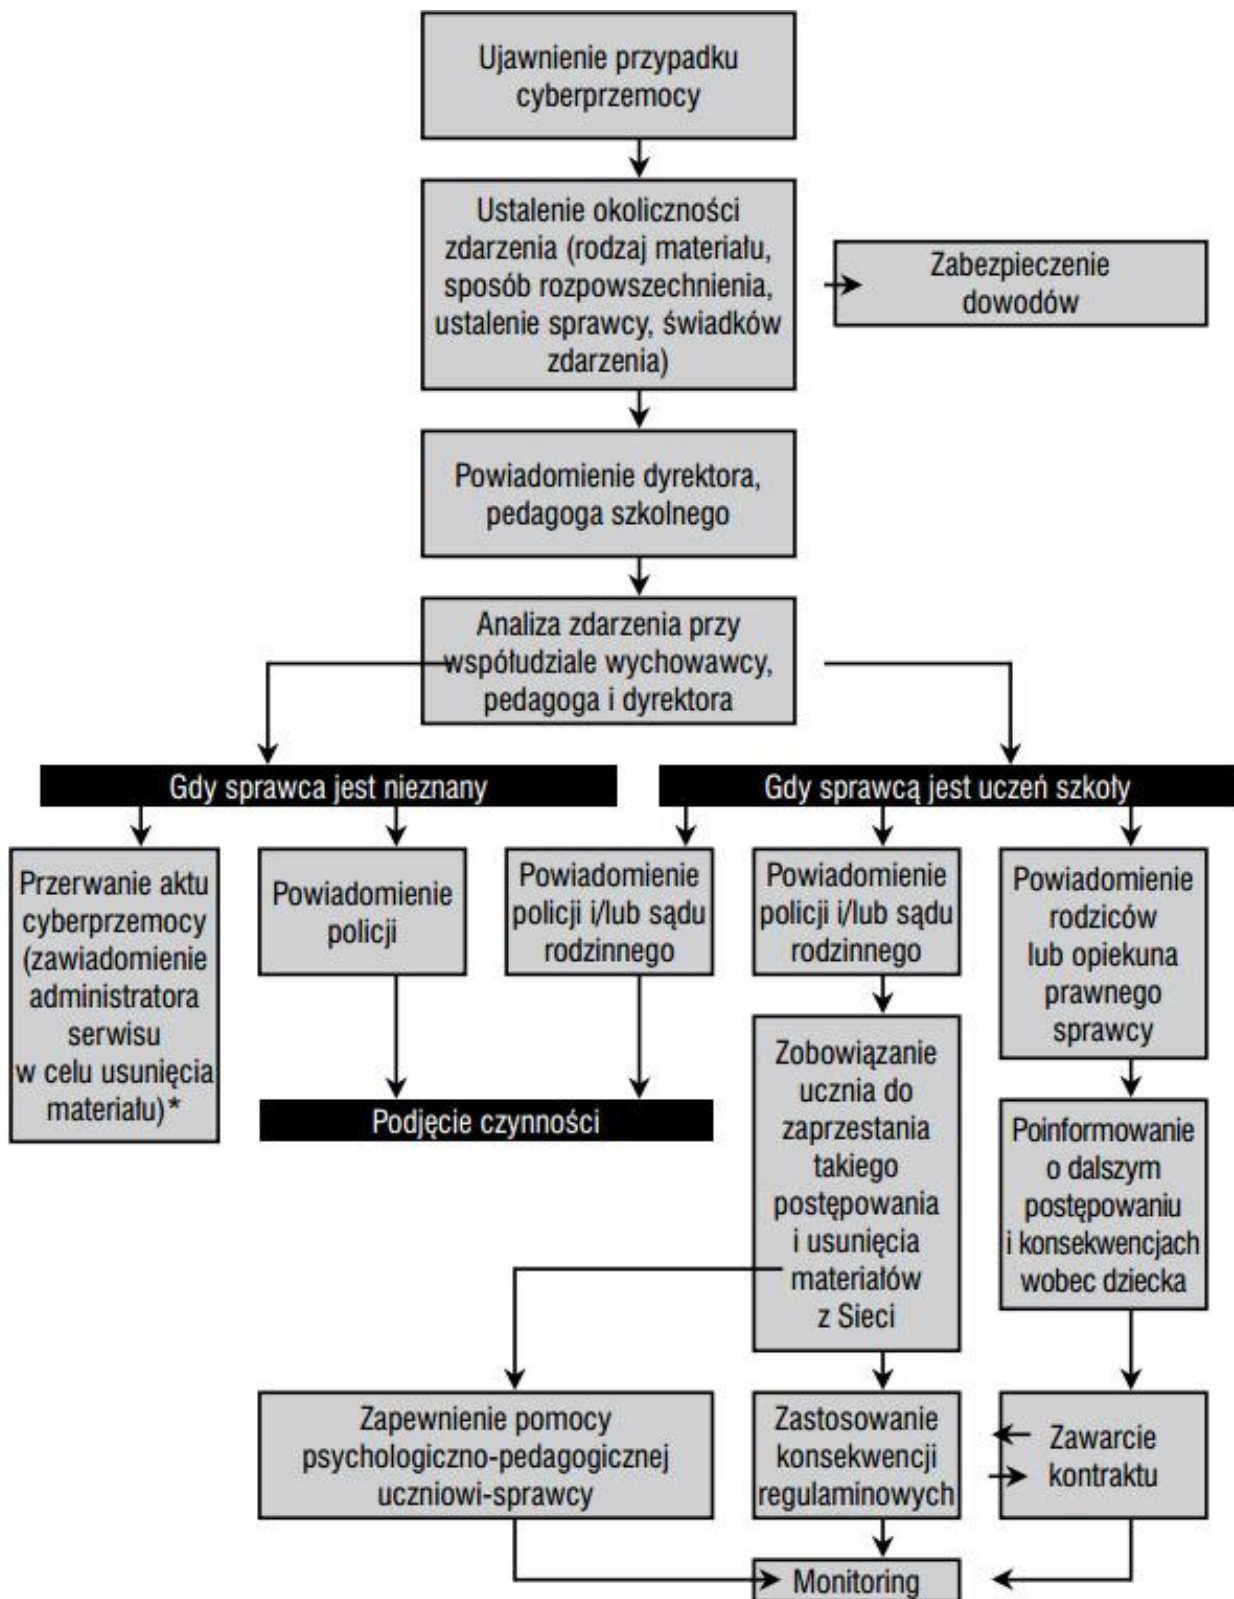 Ujawnienie przypadku
cyberprzemocy
Ustalenie okoliczności
zdarzenia (rodzaj materiału,
sposób rozpowszechnienia,
ustalenie sprawcy, świadków
zdarzenia)
Zabezpieczenie
dowodów
Powiadomienie dyrektora,
pedagoga szkolnego
Analiza zdarzenia przy
współudziale wychowawcy,
pedagoga i dyrektora
Gdy sprawca jest nieznany
Gdy sprawcą jest uczeń szkoły
Przerwanie aktu
cyberprzemocy
(zawiadomienie
administratora
serwisu
w celu usunięcia
materiału)*
Powiadomienie
policji
Powiadomienie
policji i/lub sądu
rodzinnego
Powiadomienie
policji i/lub sądu
rodzinnego
Powiadomienie
rodziców
lub opiekuna
prawnego
sprawcy
Podjęcie czynności
Zobowiązanie
ucznia do
zaprzestania
takiego
postępowania
i usunięcia
materiałów
z Sieci
Poinformowanie
o dalszym
postępowaniu
i konsekwencjach
wobec dziecka
Zapewnienie pomocy
psychologiczno-pedagogicznej
uczniowi-sprawcy
Zastosowanie
konsekwencji
regulaminowych
Zawarcie
kontraktu
Monitoring